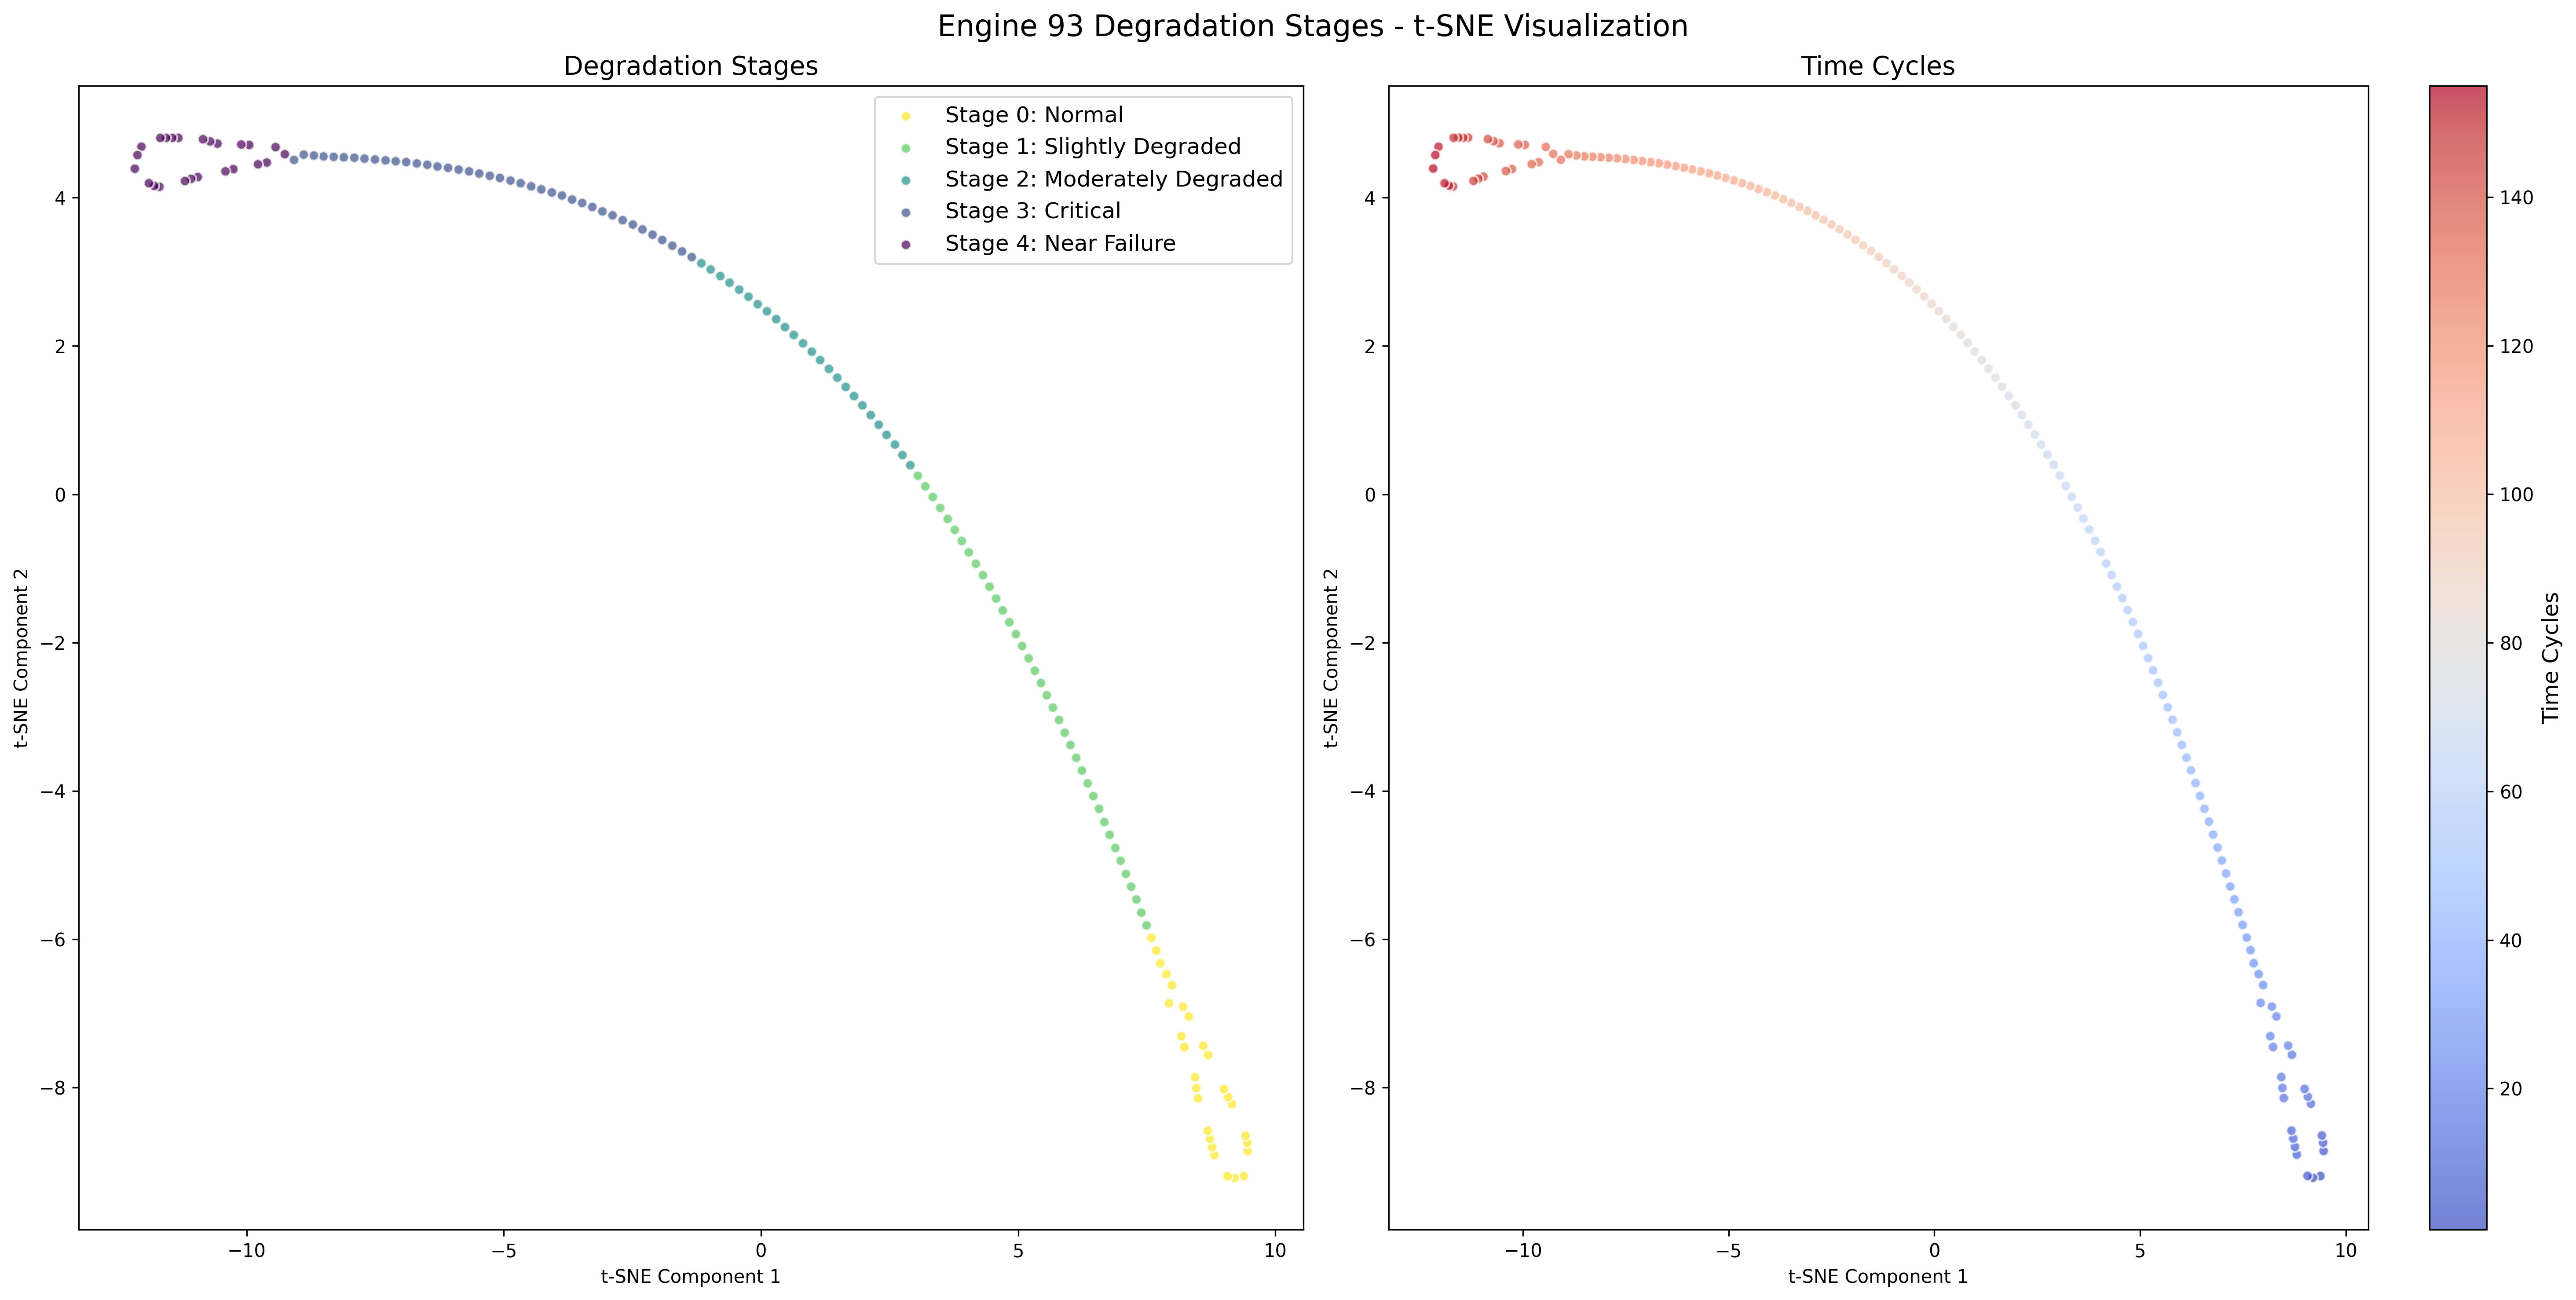 Engine 93 Degradation Stages - t-SNE Visualization
Degradation Stages
Stage 0: Normal
Stage 1: Slightly Degraded
Stage 2: Moderately Degraded
Stage 3: Critical
Stage 4: Near Failure
4
2
0
−2
−4
−6
−8
t-SNE Component 2
−10
−5
0
5
10
t-SNE Component 1
Time Cycles
4
2
0
−2
−4
−6
−8
t-SNE Component 2
−10
−5
0
5
10
t-SNE Component 1
140
120
100
80
60
40
20
Time Cycles